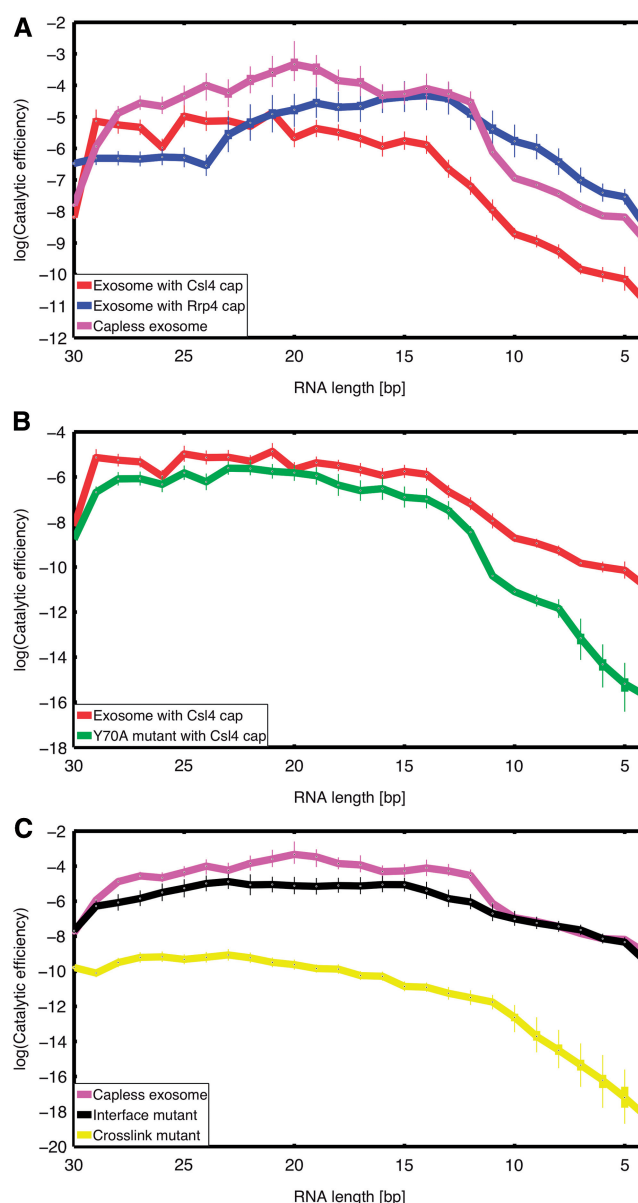 A
log(Catalytic efficiency)
−2
−3
−4
−5
−6
−7
−8
−9
−10
−11
−12
Exosome with Csl4 cap
Exosome with Rrp4 cap
Capless exosome
30
25
20
15
10
5
RNA length [bp]
B
log(Catalytic efficiency)
−4
−6
−8
−10
−12
−14
−16
−18
Exosome with Csl4 cap
Y70A mutant with Csl4 cap
30
25
20
15
10
5
RNA length [bp]
C
log(Catalytic efficiency)
−2
−4
−6
−8
−10
−12
−14
−16
−18
−20
Capless exosome
Interface mutant
Crosslink mutant
30
25
20
15
10
5
RNA length [bp]